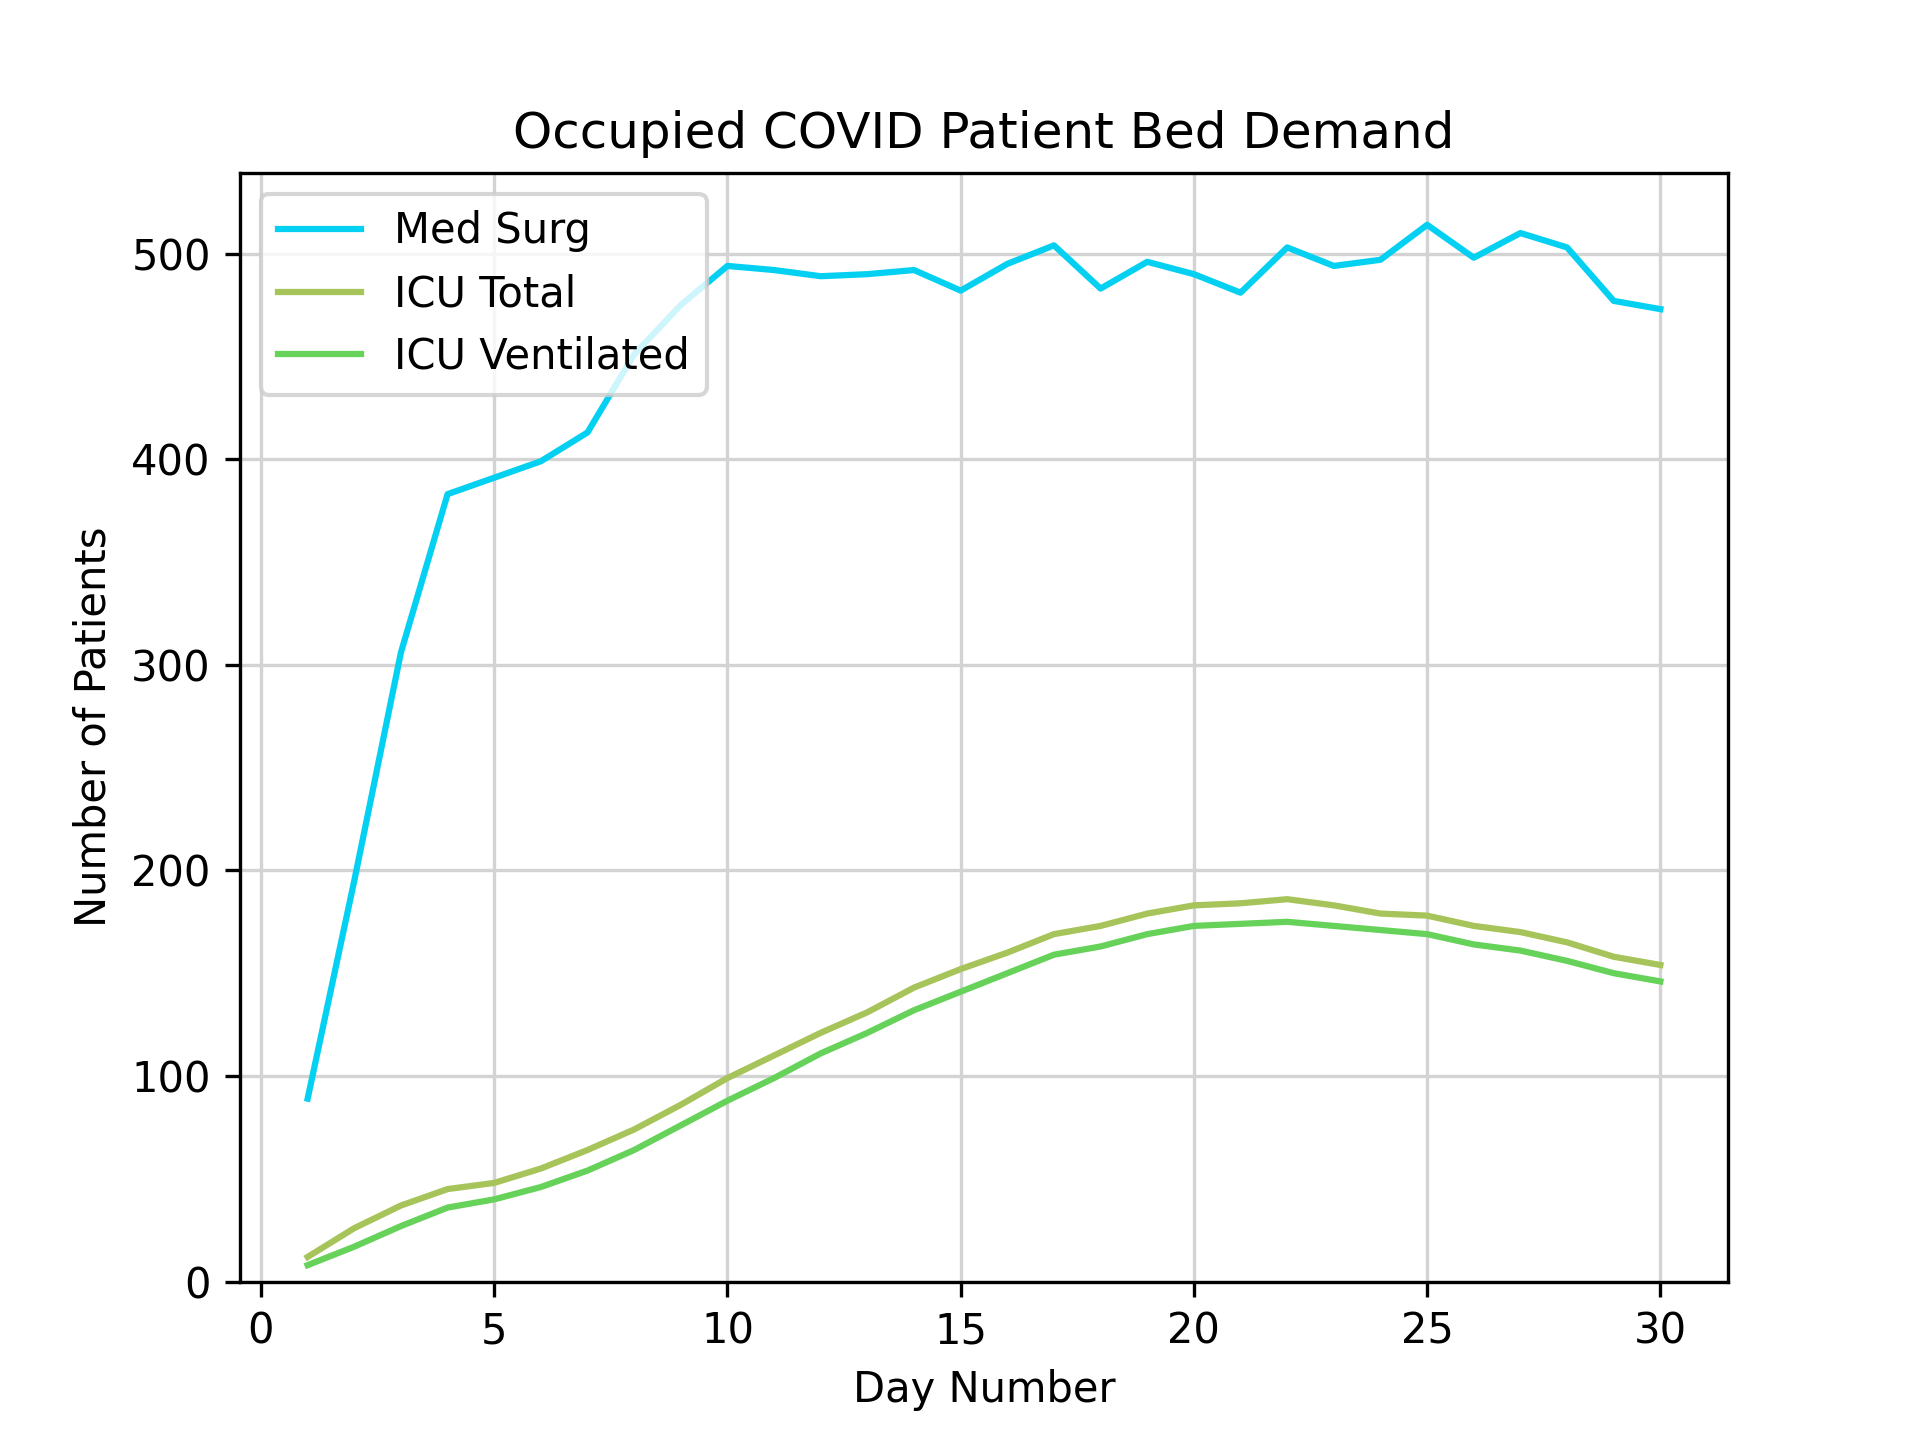 Occupied COVID Patient Bed Demand
Med Surg
ICU Total
ICU Ventilated
500
400
300
200
100
0
Number of Patients
0 5 10 15 20 25 30
Day Number